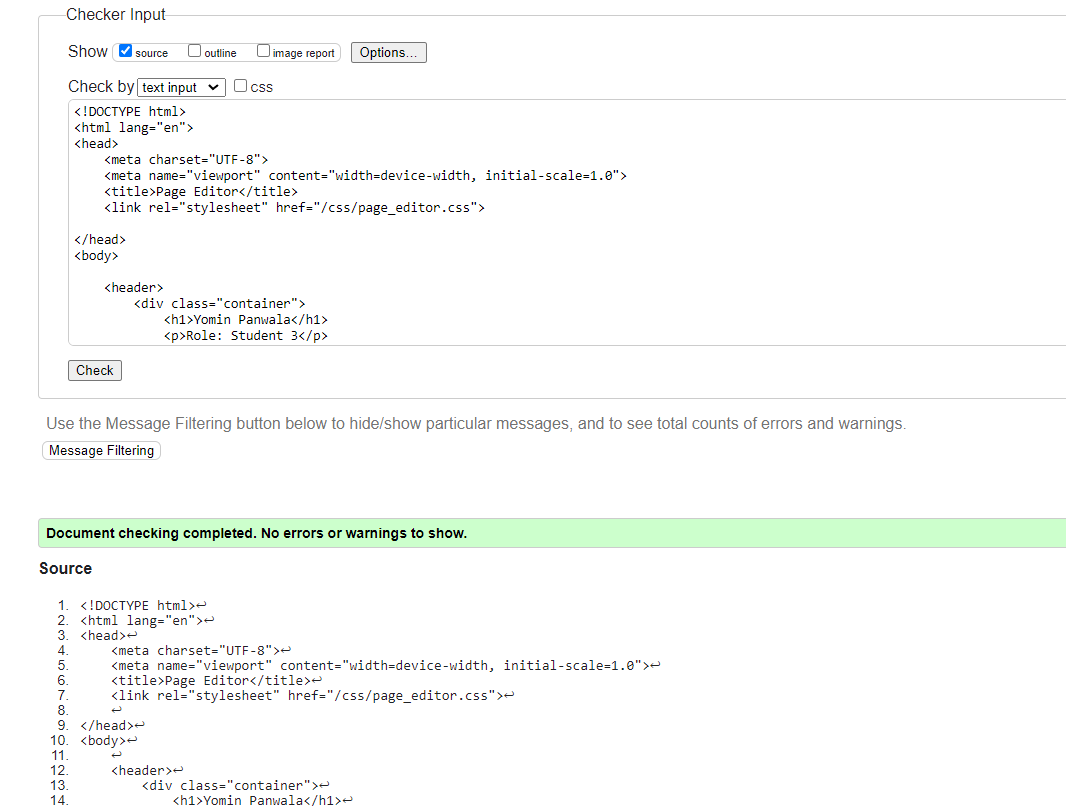 Checker Input
Show source outline image report Options...
Check by text input css
<!DOCTYPE html>
<html lang="en">
<head>
    <meta charset="UTF-8">
    <meta name="viewport" content="width=device-width, initial-scale=1.0">
    <title>Page Editor</title>
    <link rel="stylesheet" href="/css/page_editor.css">
</head>
<body>
    <header>
        <div class="container">
            <h1>Yomin Panwala</h1>
            <p>Role: Student 3</p>
Check
Use the Message Filtering button below to hide/show particular messages, and to see total counts of errors and warnings.
Message Filtering
Document checking completed. No errors or warnings to show.
Source
1. <!DOCTYPE html>↩
2. <html lang="en">↩
3. <head>↩
4.     <meta charset="UTF-8">↩
5.     <meta name="viewport" content="width=device-width, initial-scale=1.0">↩
6.     <title>Page Editor</title>↩
7.     <link rel="stylesheet" href="/css/page_editor.css">↩
8.     ↩
9. </head>↩
10. <body>↩
11.     ↩
12.     <header>↩
13.         <div class="container">↩
14.             <h1>Yomin Panwala</h1>↩